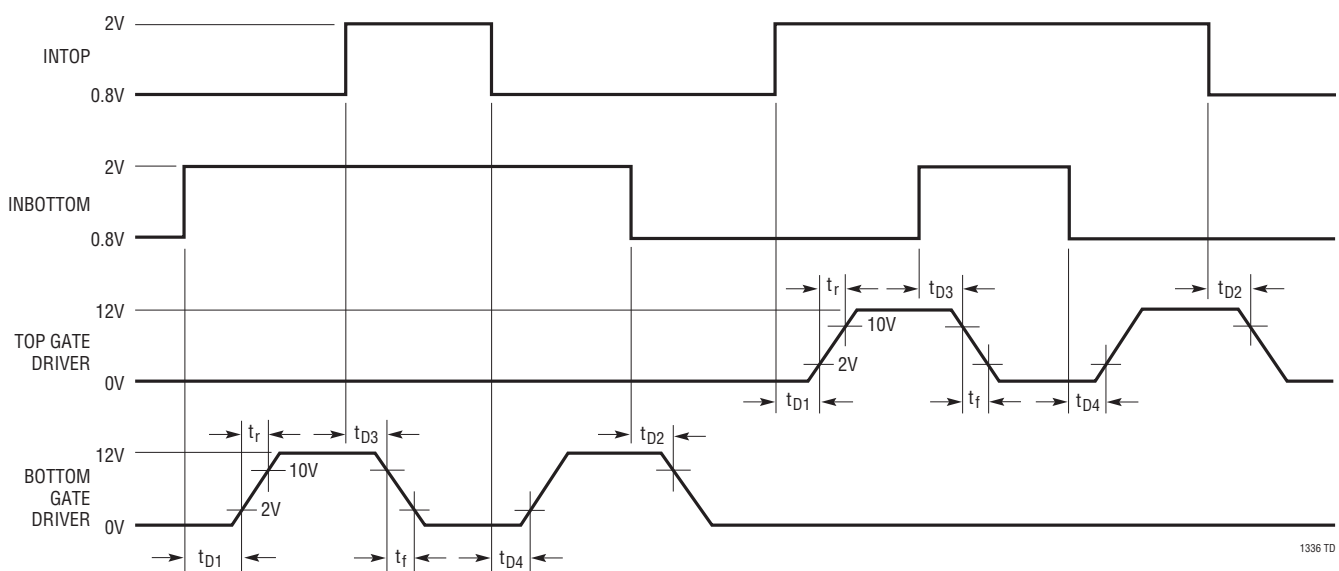 2V
INTOP
0.8V
2V
INBOTTOM
0.8V
tr
tD3
tD2
12V
10V
TOP GATE
DRIVER
2V
0V
tD1
tf
tD4
tr
tD3
tD2
12V
10V
BOTTOM
GATE
DRIVER
2V
0V
tD1
tf
tD4
1336 TD